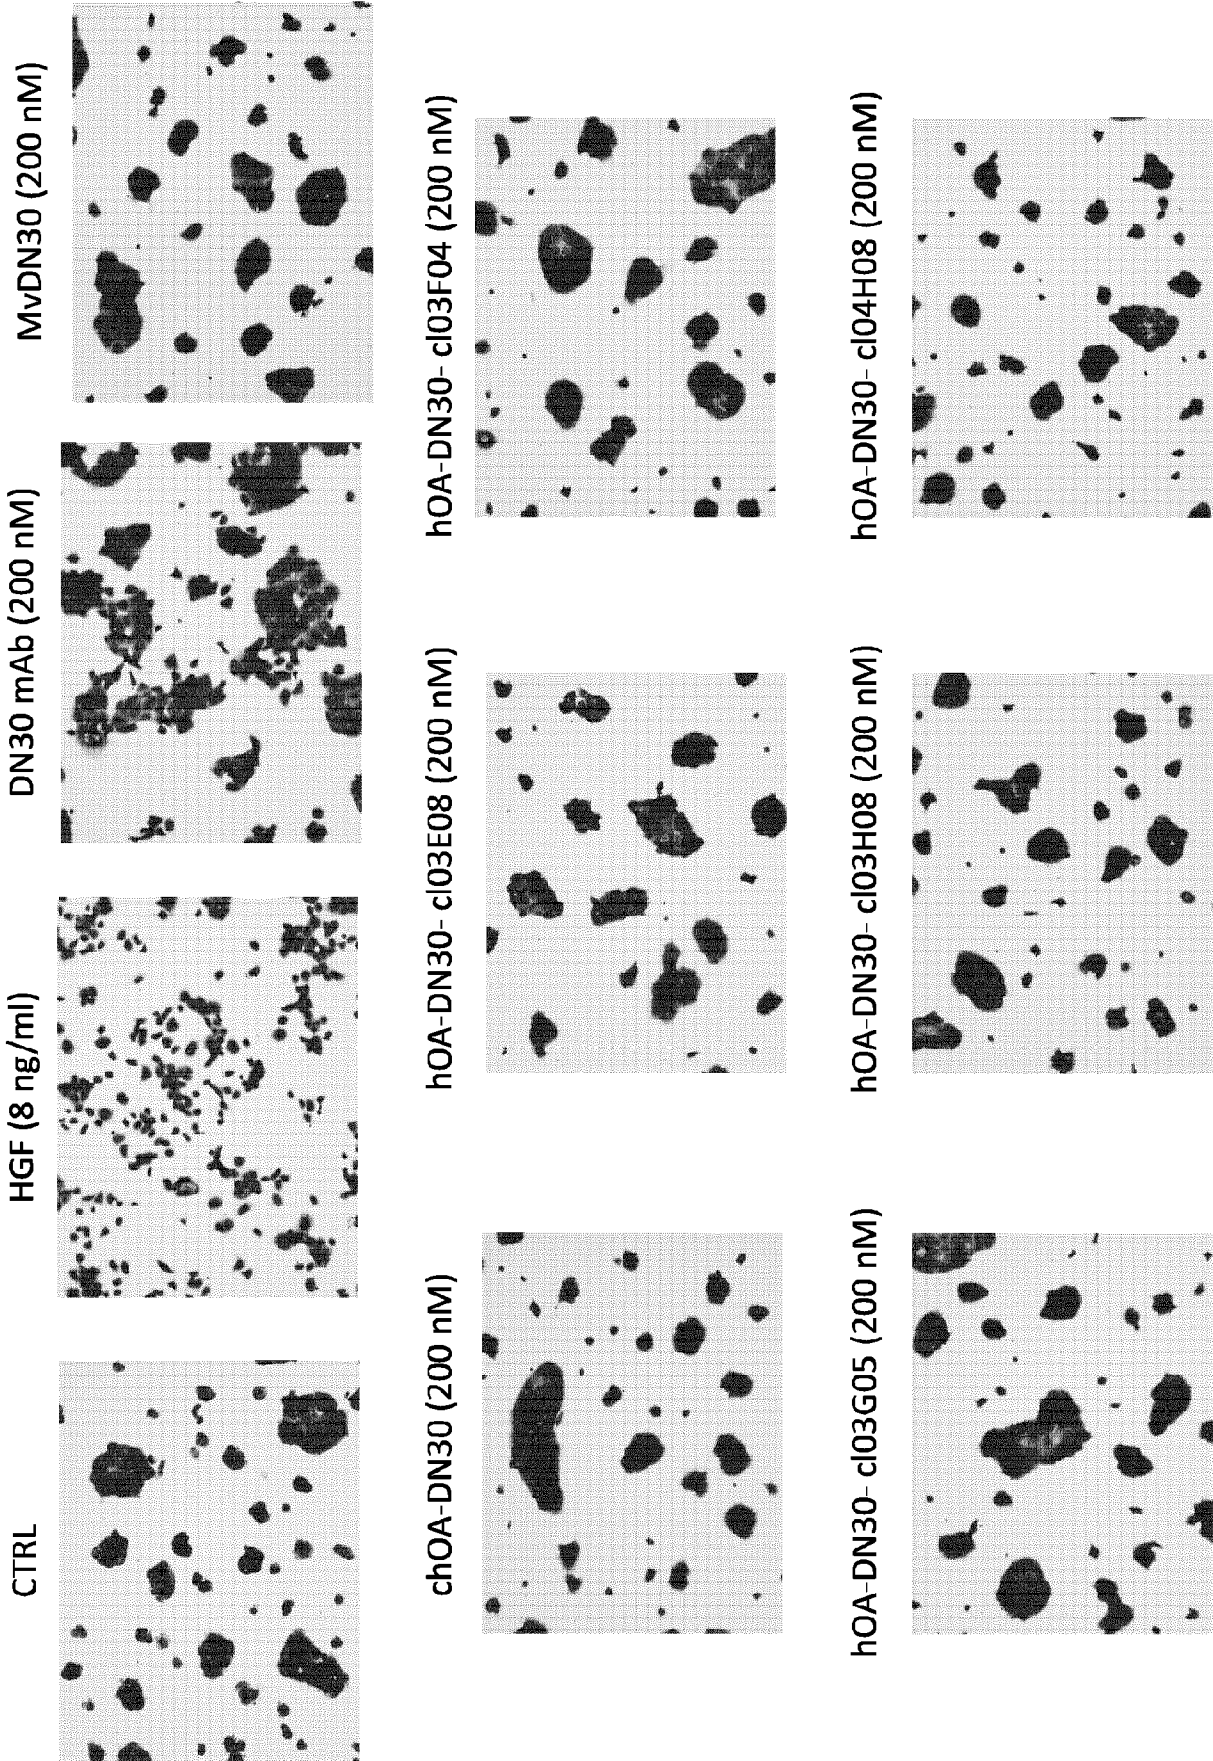 CTRL
HGF (8 ng/ml)
DN30 mAb (200 nM)
MvDN30 (200 nM)
chOA-DN30 (200 nM)
hOA-DN30- cl03E08 (200 nM)
hOA-DN30- cl03F04 (200 nM)
hOA-DN30- cl03G05 (200 nM)
hOA-DN30- cl03H08 (200 nM)
hOA-DN30- cl04H08 (200 nM)